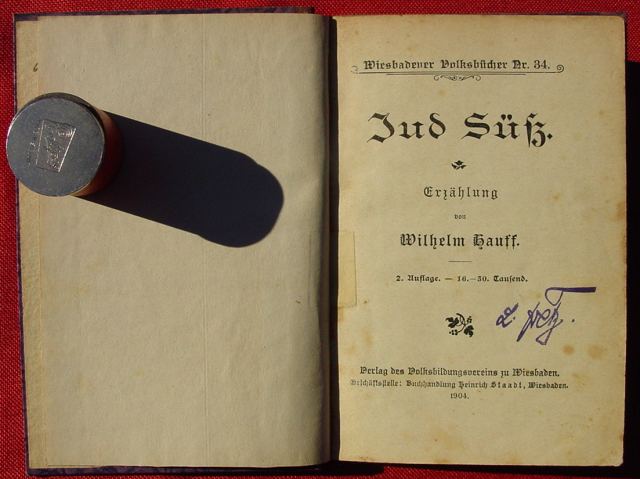 Wiesbadener Volksbücher Nr. 34.
Jud Süß.
Erzählung
von
Wilhelm Hauff.
2. Auflage. — 16.–30. Tausend.
Verlag des Volksbildungsvereins zu Wiesbaden.
Geschäftsstelle: Buchhandlung Heinrich Staadt, Wiesbaden.
1904.